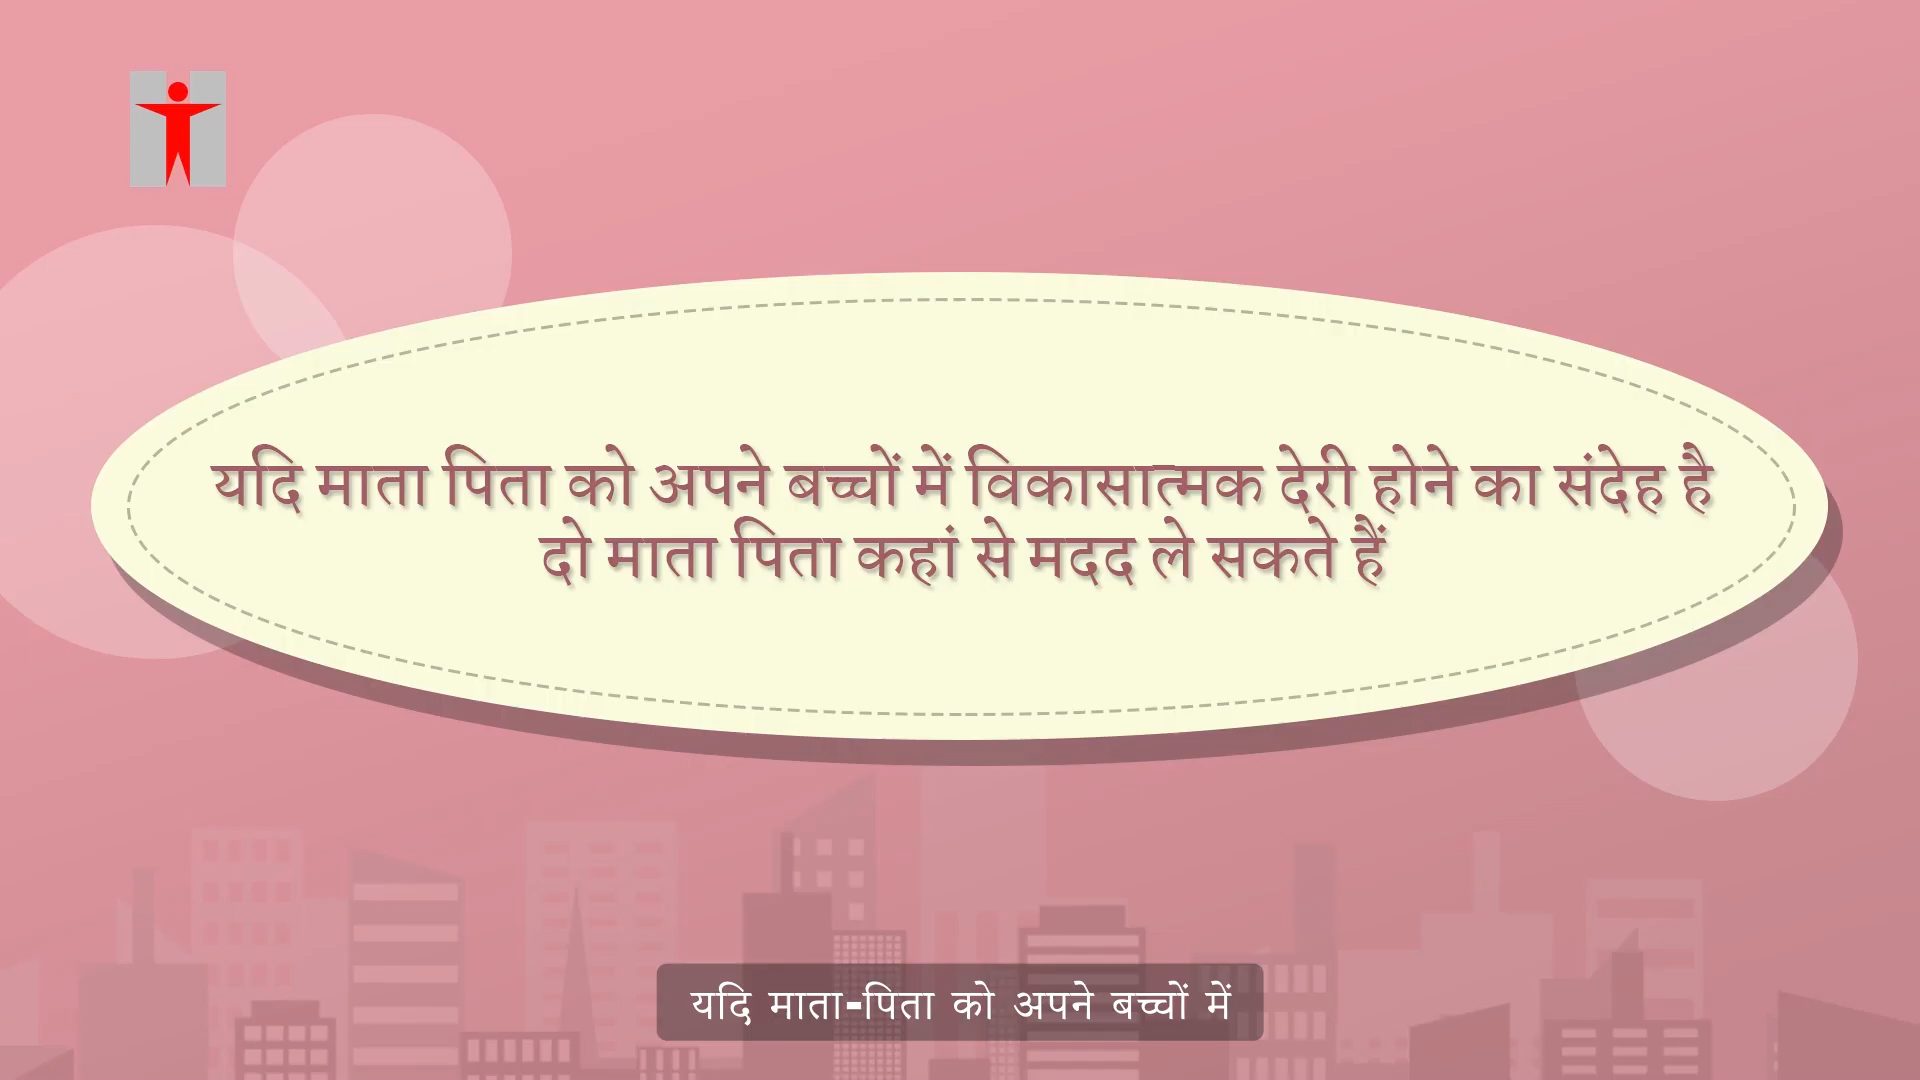 यदि माता पिता को अपने बच्चों में विकासात्मक देरी होने का संदेह है
दो माता पिता कहां से मदद ले सकते हैं
यदि माता-पिता को अपने बच्चों में